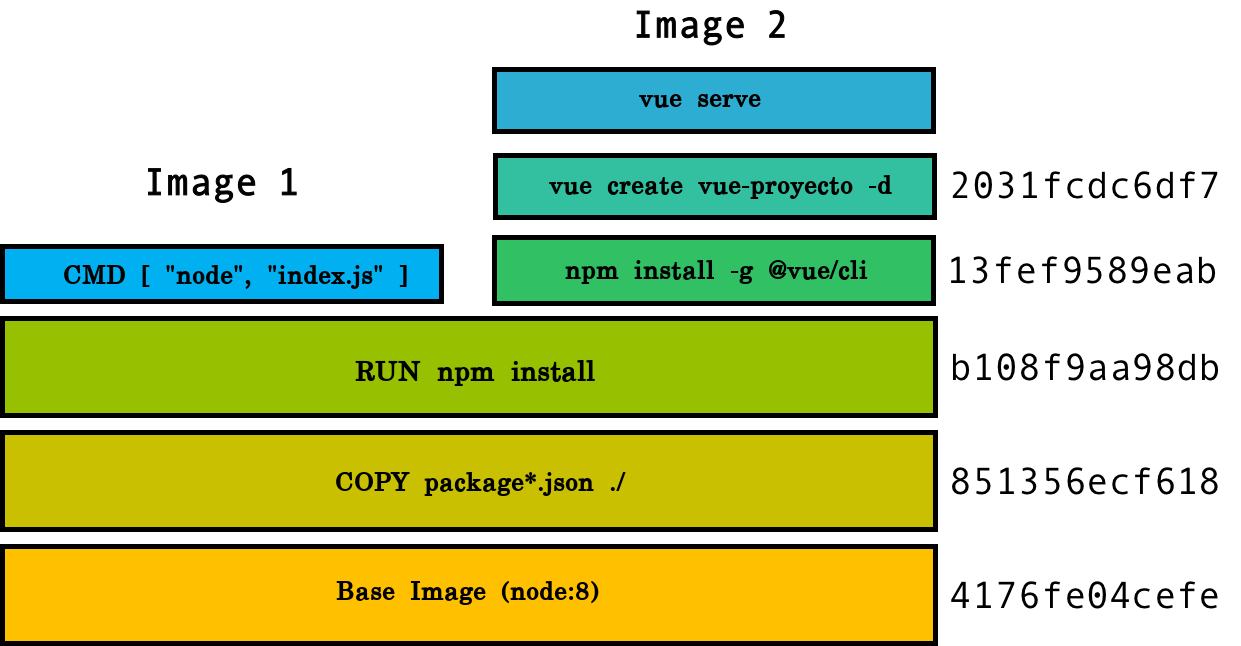 Image 2
vue serve
vue create vue-proyecto -d 2031fcdc6df7
Image 1
CMD [ "node", "index.js" ] npm install -g @vue/cli 13fef9589eab
RUN npm install b108f9aa98db
COPY package*.json ./ 851356ecf618
Base Image (node:8) 4176fe04cefe